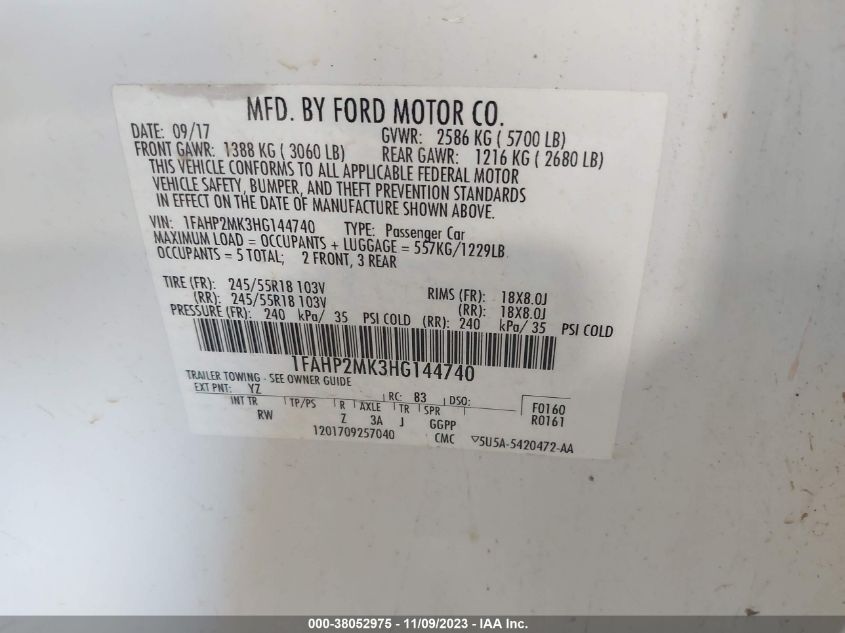 MFD. BY FORD MOTOR CO.
DATE: 09/17 GVWR: 2586 KG ( 5700 LB)
FRONT GAWR: 1388 KG ( 3060 LB) REAR GAWR: 1216 KG ( 2680 LB)
THIS VEHICLE CONFORMS TO ALL APPLICABLE FEDERAL MOTOR
VEHICLE SAFETY, BUMPER, AND THEFT PREVENTION STANDARDS
IN EFFECT ON THE DATE OF MANUFACTURE SHOWN ABOVE.
VIN: 1FAHP2MK3HG144740 TYPE: Passenger Car
MAXIMUM LOAD = OCCUPANTS + LUGGAGE = 557KG/1229LB
OCCUPANTS = 5 TOTAL; 2 FRONT, 3 REAR
TIRE (FR): 245/55R18 103V RIMS (FR): 18X8.0J
(RR): 245/55R18 103V (RR): 18X8.0J
PRESSURE (FR): 240 kPa/ 35 PSI COLD (RR): 240 kPa/ 35 PSI COLD
1FAHP2MK3HG144740
TRAILER TOWING - SEE OWNER GUIDE
EXT PNT: YZ RC: B3 DSO: F0160
INT TR TP/PS R AXLE TR SPR R0161
RW Z 3A J GGPP
1201709257040 CMC ▽5U5A-5420472-AA
000-38052975 - 11/09/2023 - IAA Inc.